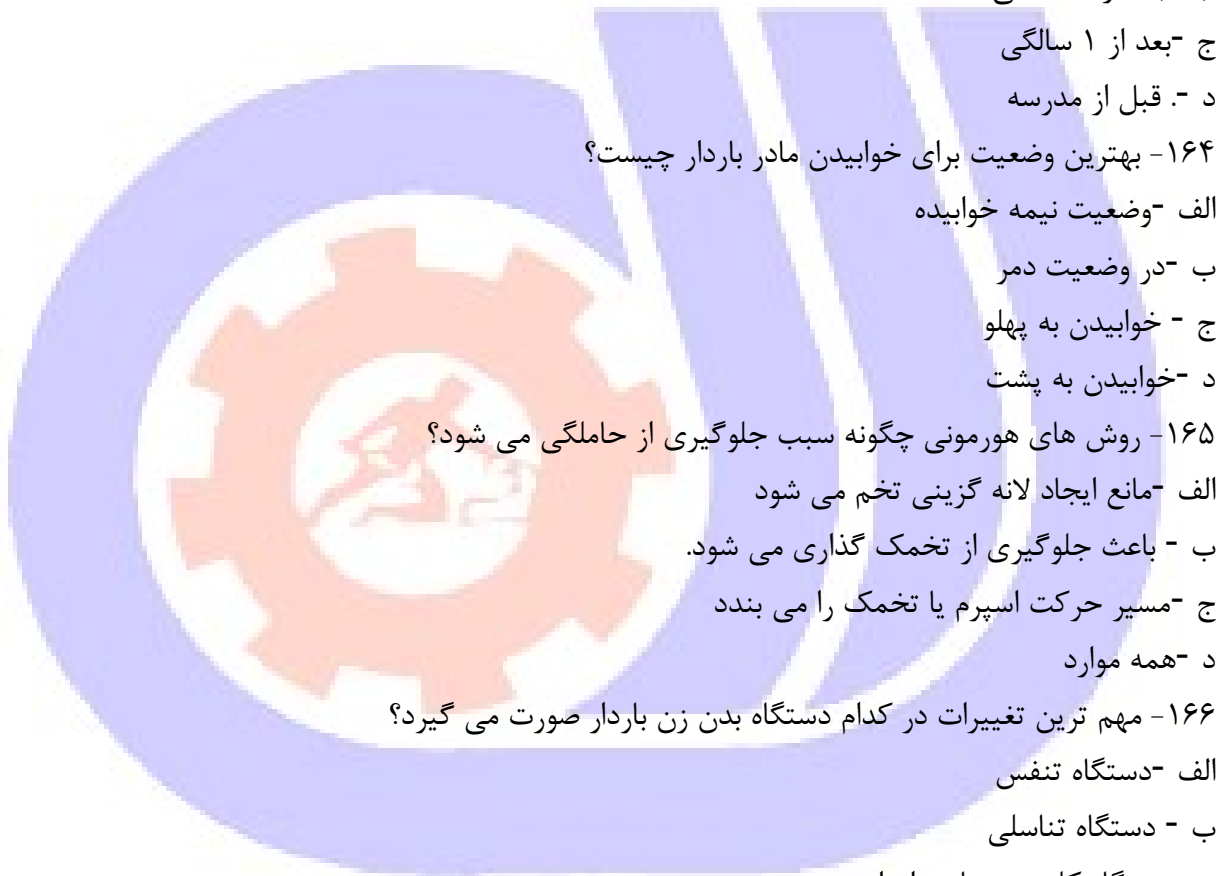 ج -بعد از ۱ سالگی
د -. قبل از مدرسه
۱۶۴- بهترین وضعیت برای خوابیدن مادر باردار چیست؟
الف -وضعیت نیمه خوابیده
ب -در وضعیت دمر
ج - خوابیدن به پهلو
د -خوابیدن به پشت
۱۶۵- روش های هورمونی چگونه سبب جلوگیری از حاملگی می شود؟
الف -مانع ایجاد لانه گزینی تخم می شود
ب - باعث جلوگیری از تخمک گذاری می شود.
ج -مسیر حرکت اسپرم یا تخمک را می بندد
د -همه موارد
۱۶۶- مهم ترین تغییرات در کدام دستگاه بدن زن باردار صورت می گیرد؟
الف -دستگاه تنفس
ب - دستگاه تناسلی